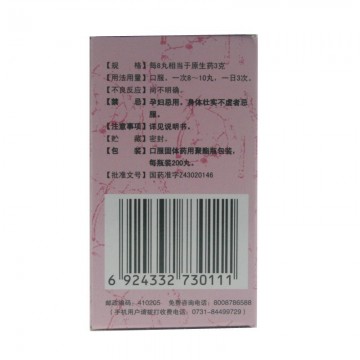 【规　　格】每8丸相当于原生药3克
【用法用量】口服。一次8～10丸，一日3次。
【不良反应】尚不明确。
【禁　　忌】孕妇忌用。身体壮实不虚者忌
服。
【注意事项】详见说明书。
【贮　　藏】密封。
【包　　装】口服固体药用聚酯瓶包装，
每瓶装200丸。
【批准文号】国药准字Z43020146
6 924332 730111
邮政编码：410205　免费咨询电话：8008786588
（手机用户请拨打收费电话：0731-84499729）